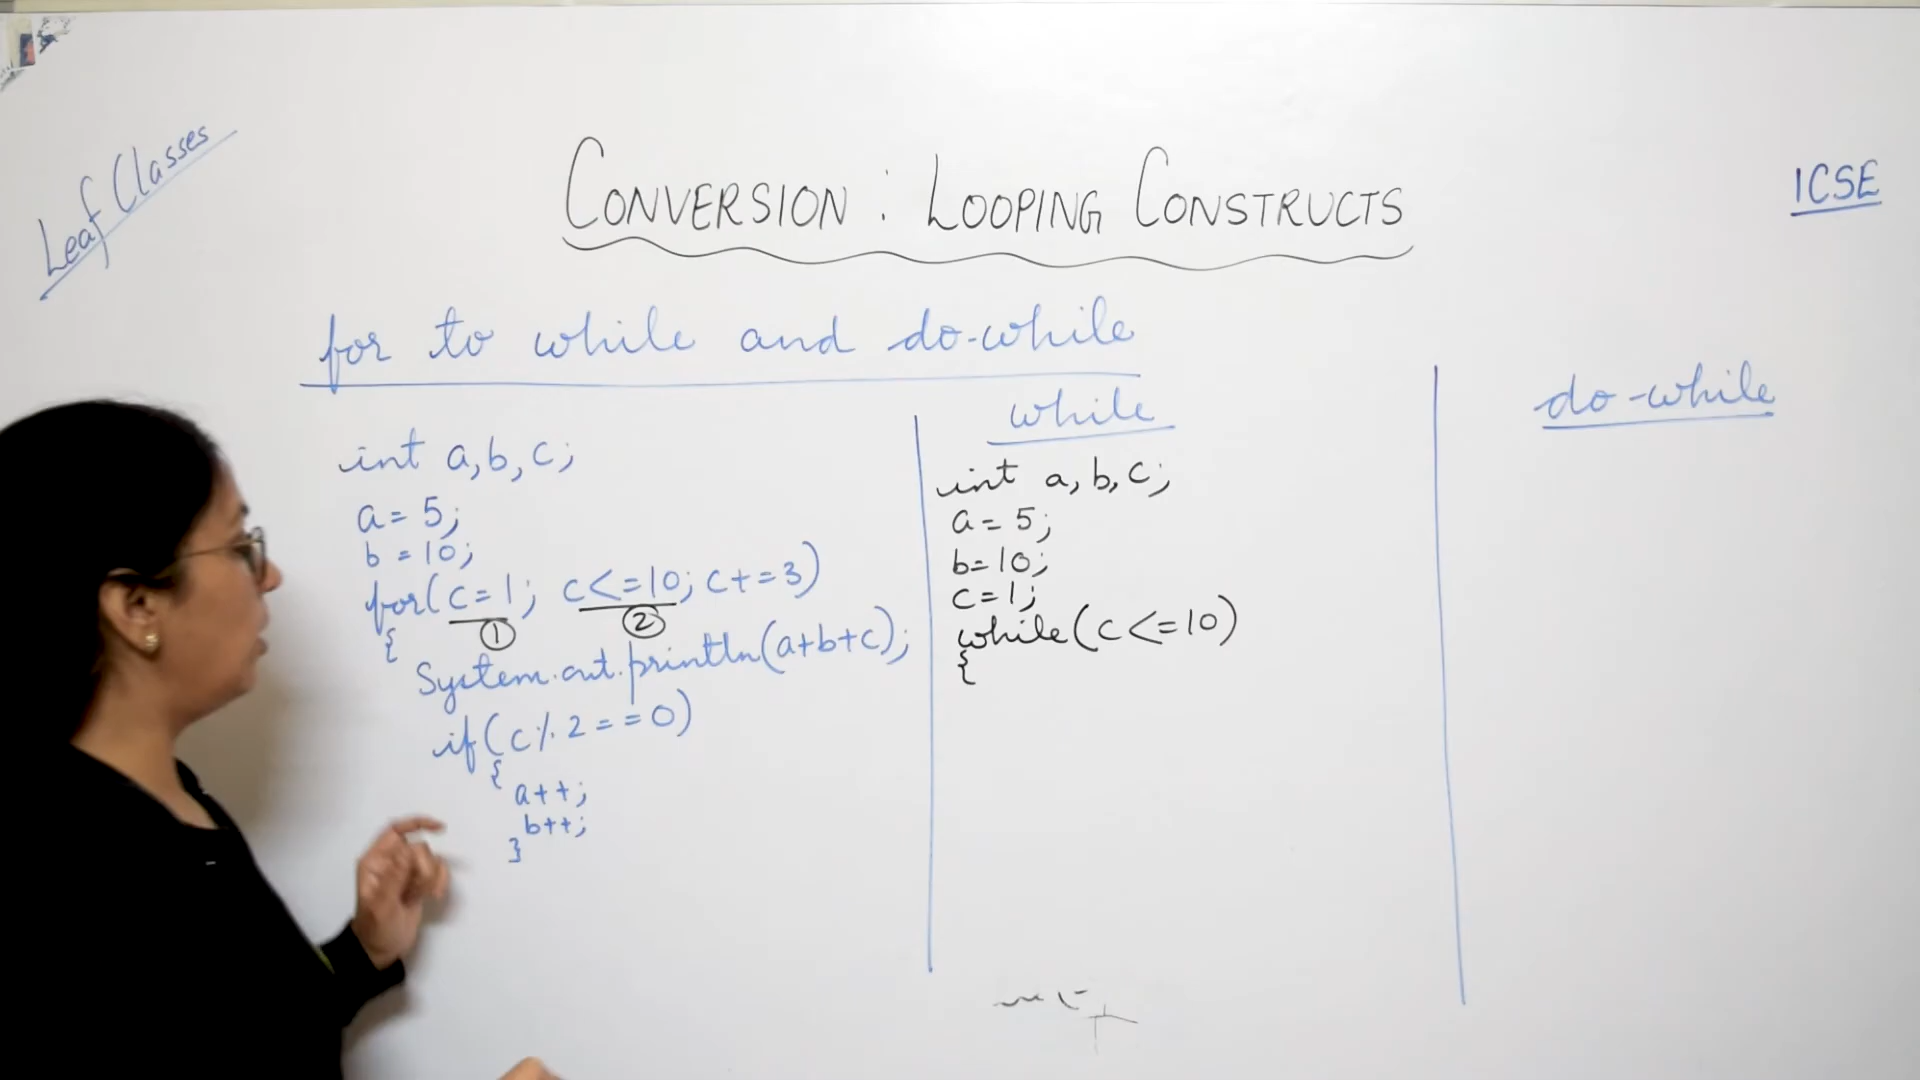 Leaf Classes
CONVERSION : LOOPING CONSTRUCTS
ICSE
for to while and do-while
int a, b, c;
a = 5;
b = 10;
for( c=1; c<=10; c+=3)
① ②
{
System.out.println(a+b+c);
if(c%2==0)
{
a++;
b++;
}
while
int a, b, c;
a = 5;
b=10;
c=1;
while(c<=10)
{
do-while